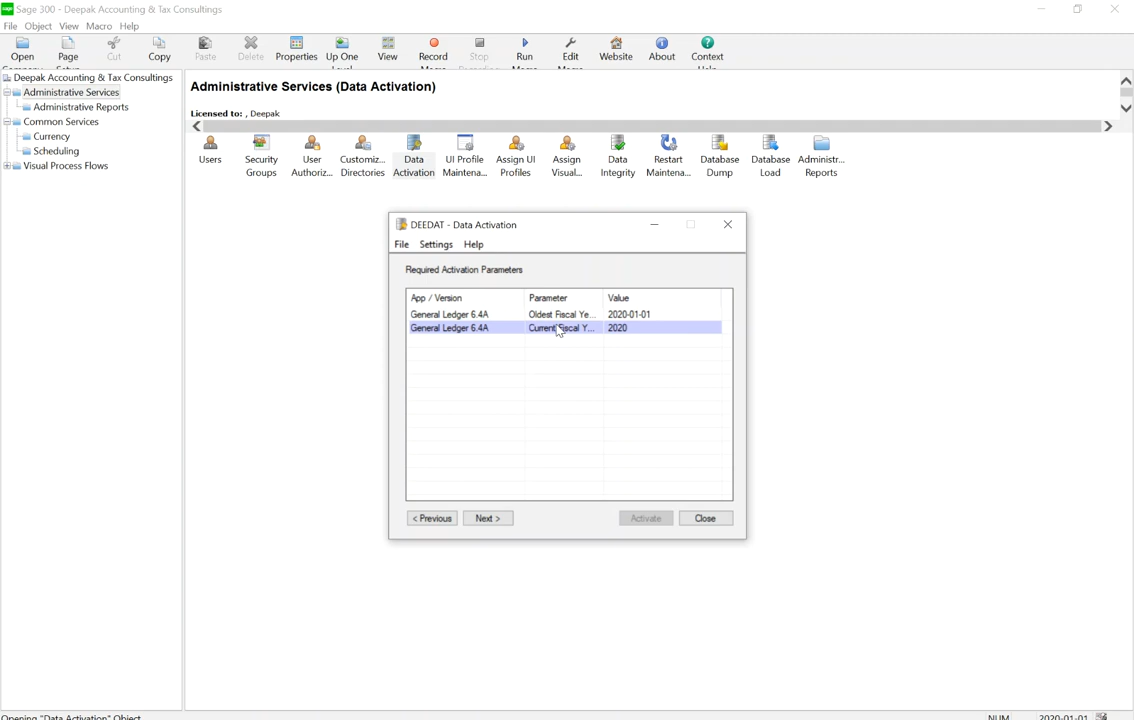 Sage 300 - Deepak Accounting & Tax Consultings
File Object View Macro Help
Open Page Cut Copy Paste Delete Properties Up One View Record Stop Run Edit Website About Context
Deepak Accounting & Tax Consultings
Administrative Services
Administrative Reports
Common Services
Currency
Scheduling
Visual Process Flows
Administrative Services (Data Activation)
Licensed to: , Deepak
Users
Security Groups
User Authoriz...
Customiz... Directories
Data Activation
UI Profile Maintena...
Assign UI Profiles
Assign Visual...
Data Integrity
Restart Maintena...
Database Dump
Database Load
Administr... Reports
DEEDAT - Data Activation
File Settings Help
Required Activation Parameters
App / Version Parameter Value
General Ledger 6.4A Oldest Fiscal Ye... 2020-01-01
General Ledger 6.4A Current Fiscal Y... 2020
< Previous Next > Activate Close
Opening "Data Activation" Object NUM 2020-01-01